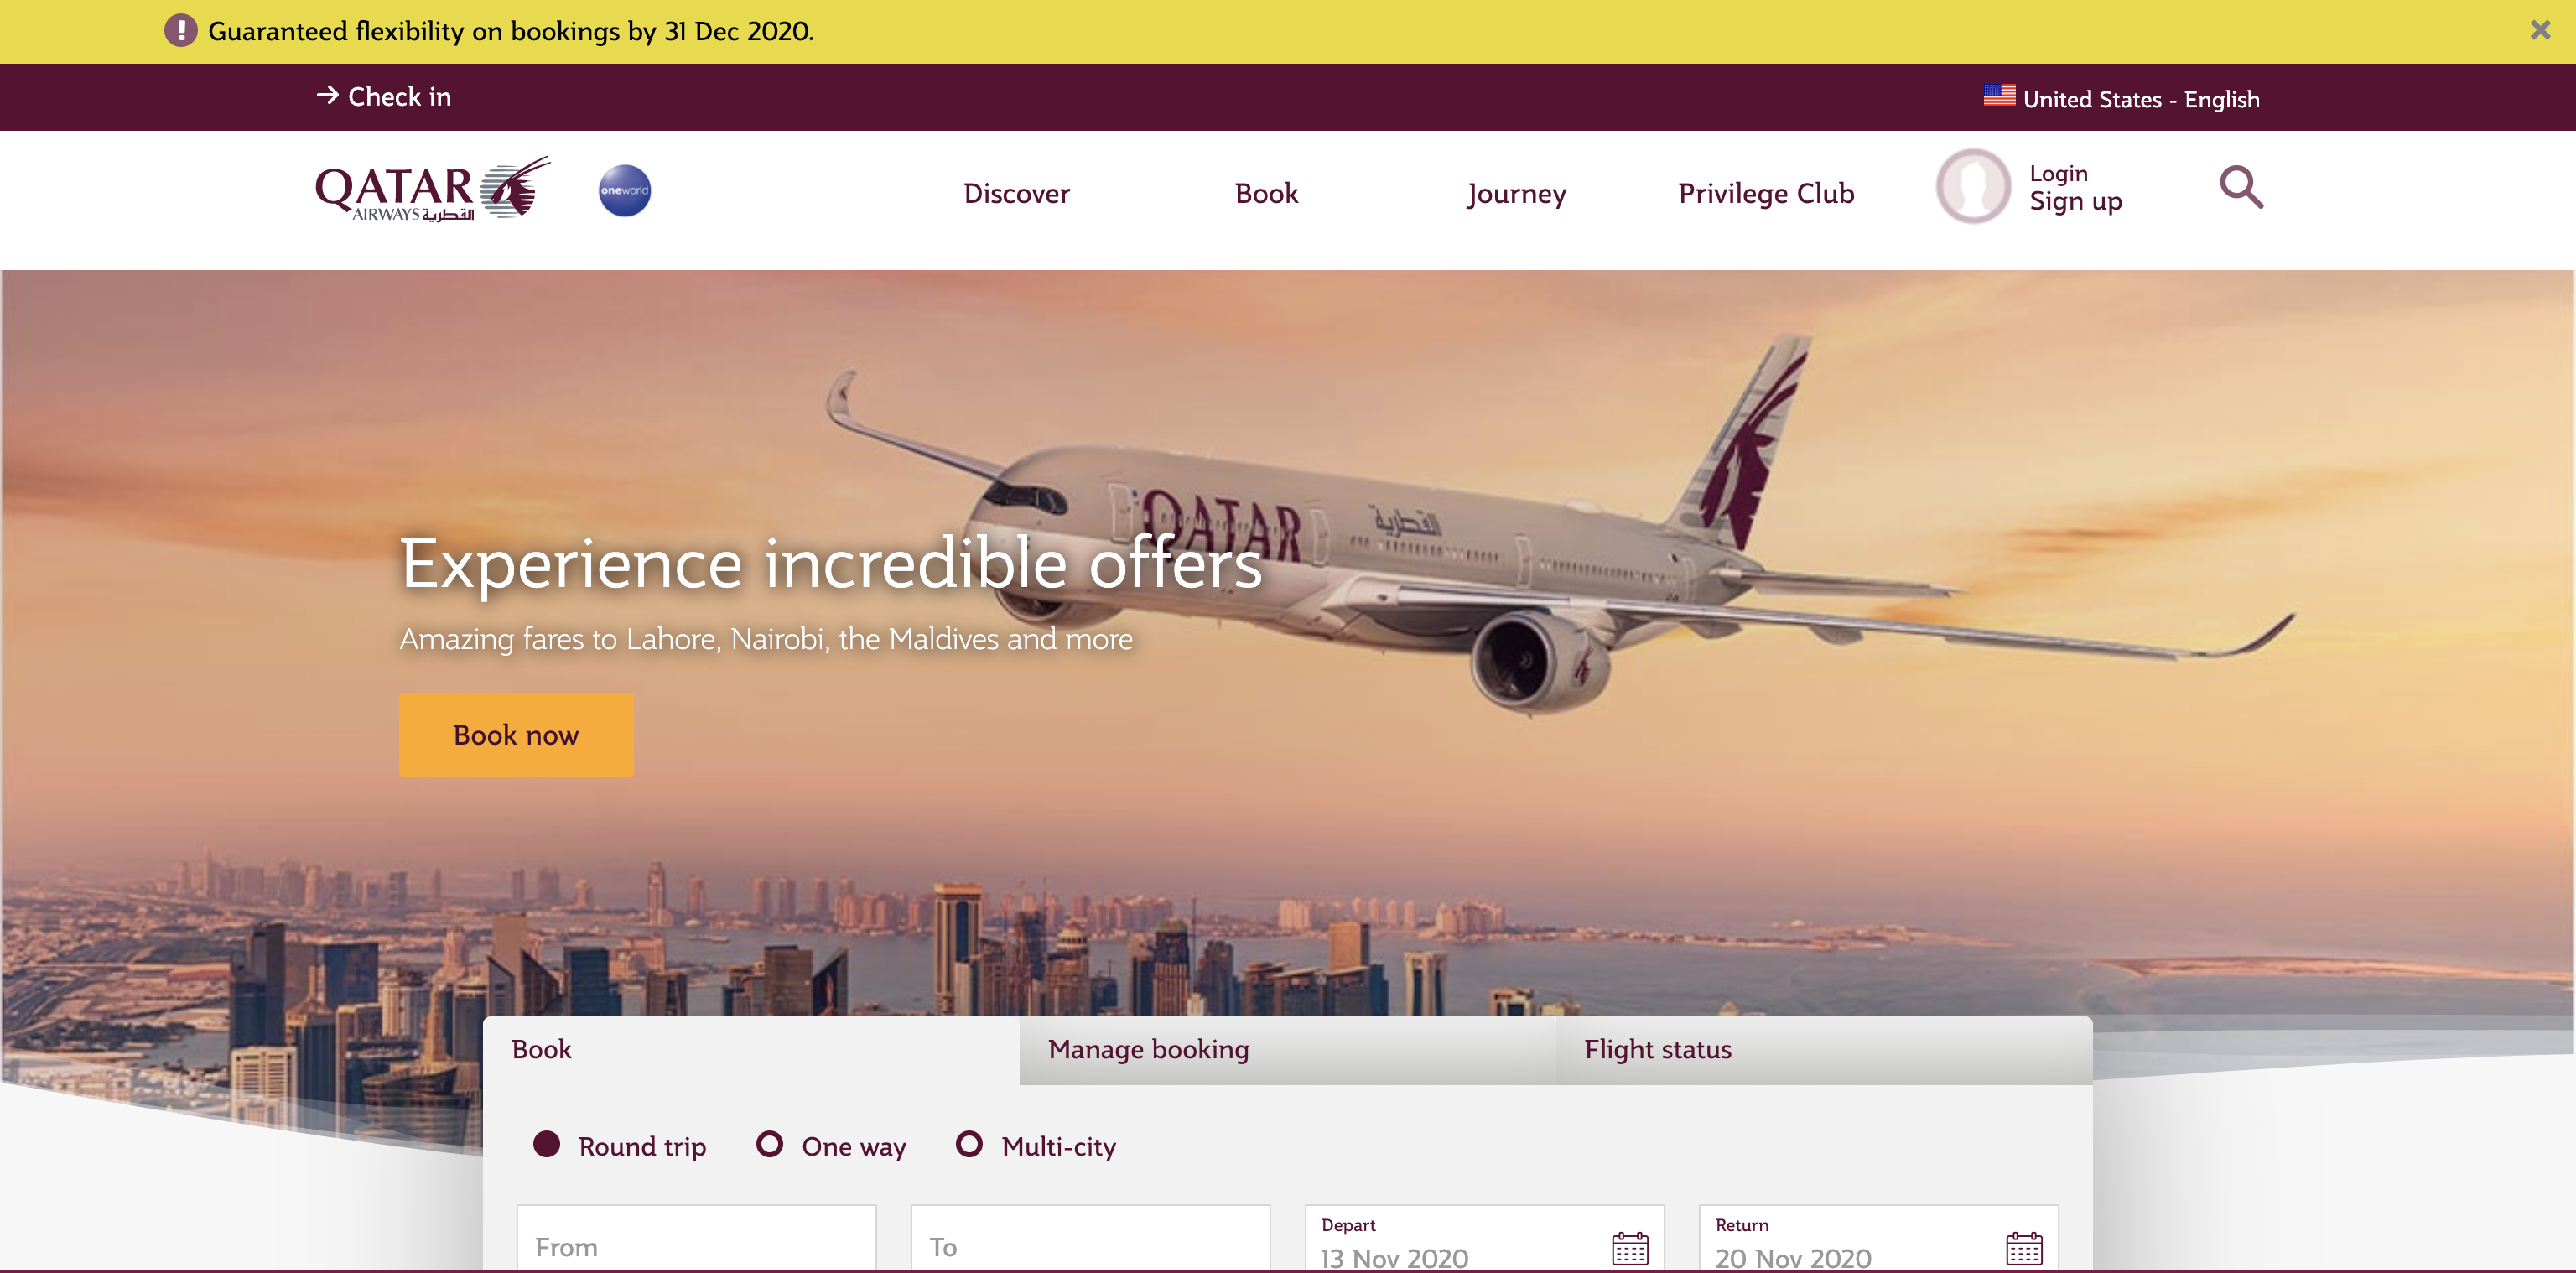 Guaranteed flexibility on bookings by 31 Dec 2020.
Check in
United States - English
QATAR
AIRWAYS القطرية
oneworld
Discover
Book
Journey
Privilege Club
Login
Sign up
QATAR القطرية
Experience incredible offers
Amazing fares to Lahore, Nairobi, the Maldives and more
Book now
Book
Manage booking
Flight status
Round trip
One way
Multi-city
From
To
Depart
13 Nov 2020
Return
20 Nov 2020